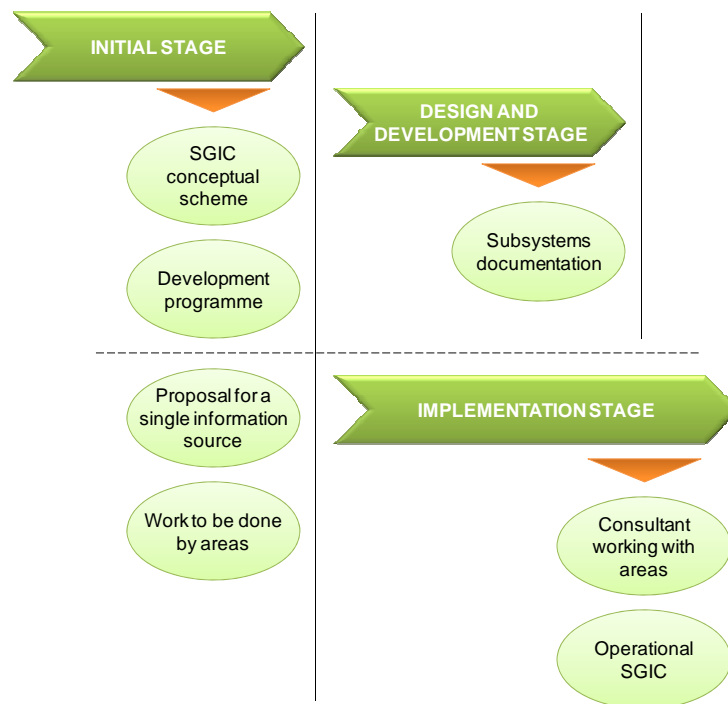 INITIAL STAGE
SGIC
conceptual
scheme
Development
programme
DESIGN AND
DEVELOPMENT STAGE
Subsystems
documentation
Proposal for a
single information
source
Work to be done
by areas
IMPLEMENTATION STAGE
Consultant
working with
areas
Operational
SGIC